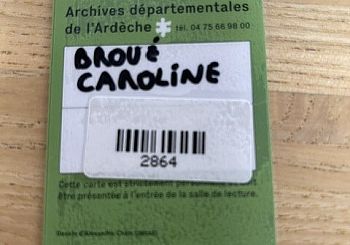 Archives départementales
de l'Ardèche tél. 04 75 66 98 00
BROUÉ
CAROLINE
2864
Cette carte est strictement personnelle et
être présentée à l'entrée de la salle de lecture.